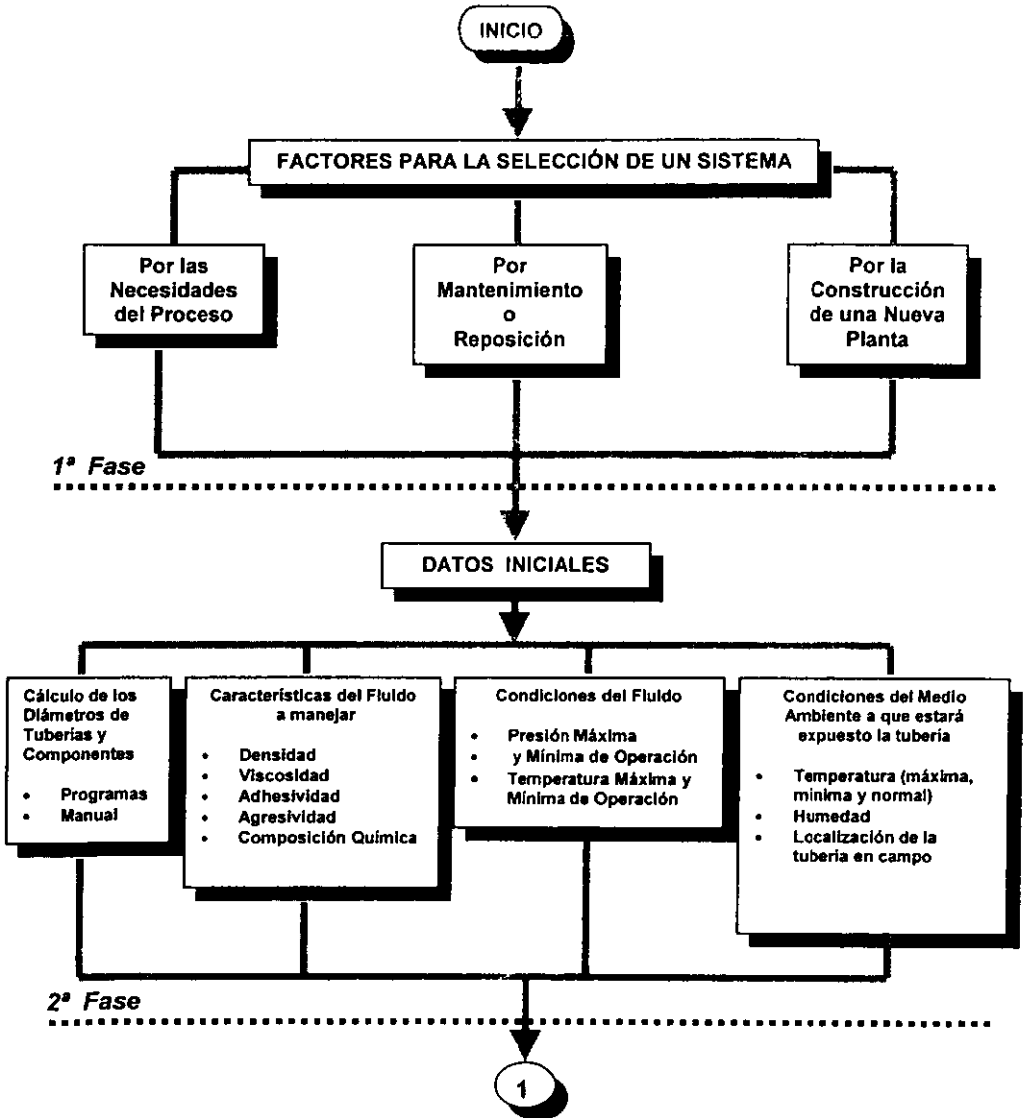 INICIO
FACTORES PARA LA SELECCIÓN DE UN SISTEMA
Por las
Necesidades
del Proceso
Por
Mantenimiento
o
Reposición
Por la
Construcción
de una Nueva
Planta
1ª Fase
DATOS INICIALES
Cálculo de los
Diámetros de
Tuberías y
Componentes
• Programas
• Manual
Características del Fluido
a manejar
• Densidad
• Viscosidad
• Adhesividad
• Agresividad
• Composición Química
Condiciones del Fluido
• Presión Máxima
• y Mínima de Operación
• Temperatura Máxima y
Mínima de Operación
Condiciones del Medio
Ambiente a que estará
expuesto la tubería
• Temperatura (máxima,
minima y normal)
• Humedad
• Localización de la
tubería en campo
2ª Fase
1